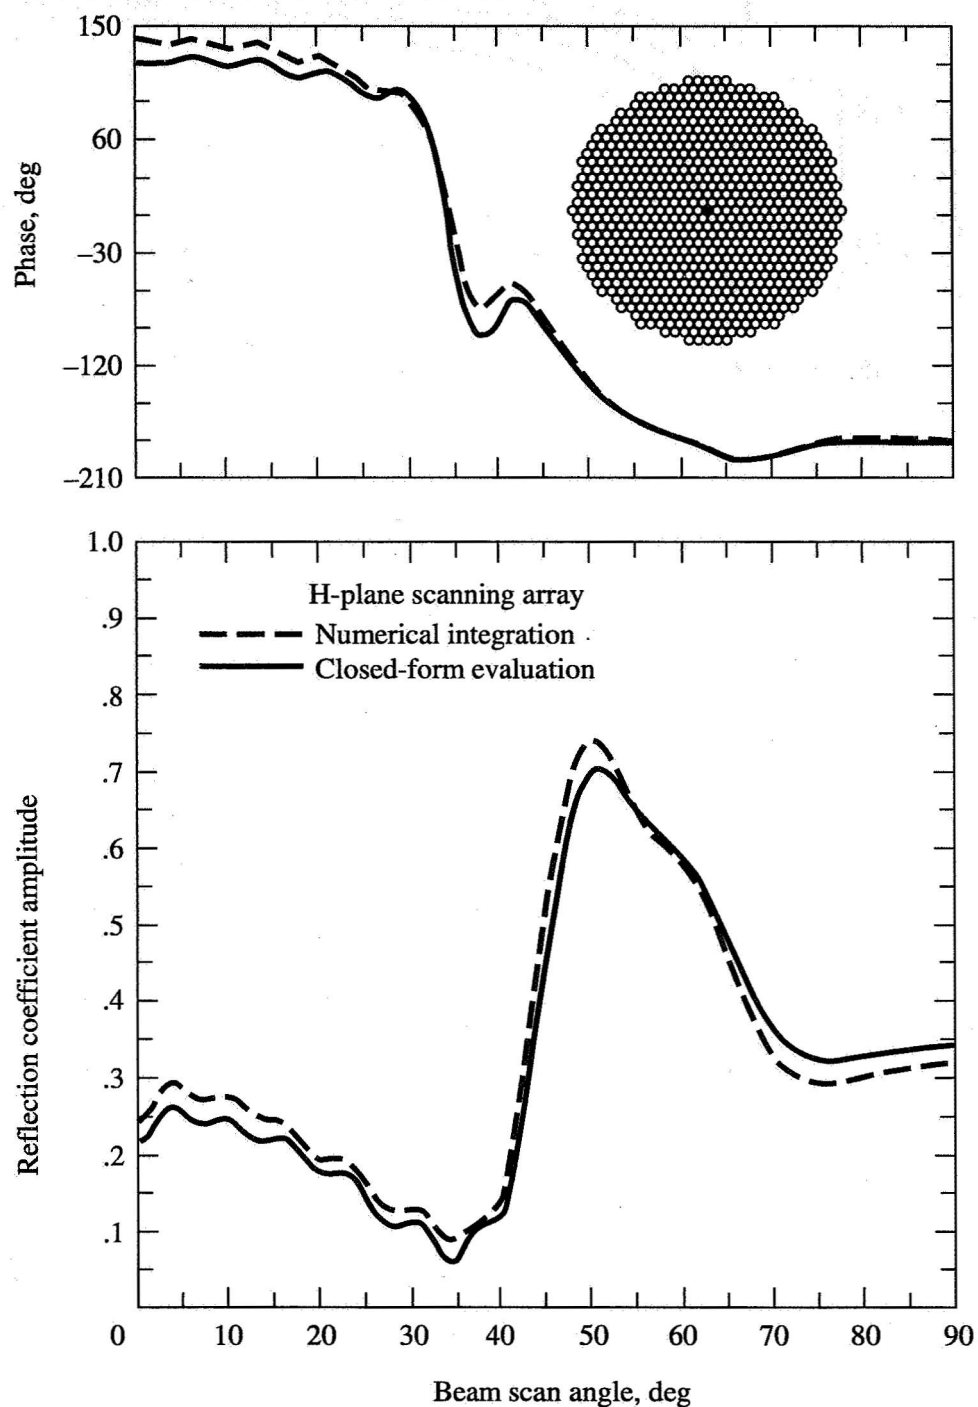 150
60
−30
−120
−210
Phase, deg
1.0
.9
.8
.7
.6
.5
.4
.3
.2
.1
Reflection coefficient amplitude
H-plane scanning array
Numerical integration
Closed-form evaluation
0 10 20 30 40 50 60 70 80 90
Beam scan angle, deg